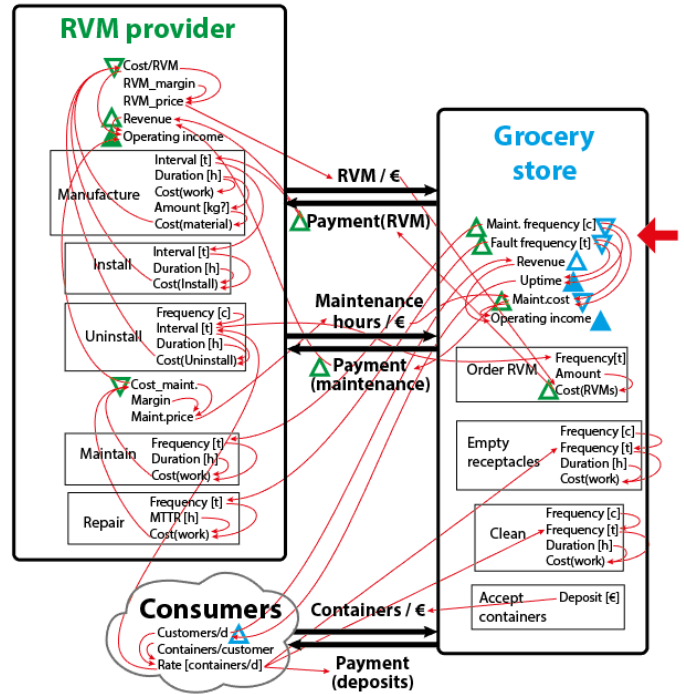 RVM provider
Cost/RVM
RVM_margin
RVM_price
Revenue
Operating income
Manufacture
Interval [t]
Duration [h]
Cost(work)
Amount [kg?]
Cost(material)
Install
Interval [t]
Duration [h]
Cost(Install)
Uninstall
Frequency [c]
Interval [t]
Duration [h]
Cost(Uninstall)
Cost_maint.
Margin
Maint.price
Maintain
Frequency [t]
Duration [h]
Cost(work)
Repair
Frequency [t]
MTTR [h]
Cost(work)
RVM / €
Payment(RVM)
Maintenance
hours / €
Payment
(maintenance)
Containers / €
Payment
(deposits)
Grocery
store
Maint. frequency [c]
Fault frequency [t]
Revenue
Uptime
Maint.cost
Operating income
Order RVM
Frequency[t]
Amount
Cost(RVMs)
Empty
receptacles
Frequency [c]
Frequency [t]
Duration [h]
Cost(work)
Clean
Frequency [c]
Frequency [t]
Duration [h]
Cost(work)
Accept
containers
Deposit [€]
Consumers
Customers/d
Containers/customer
Rate [containers/d]